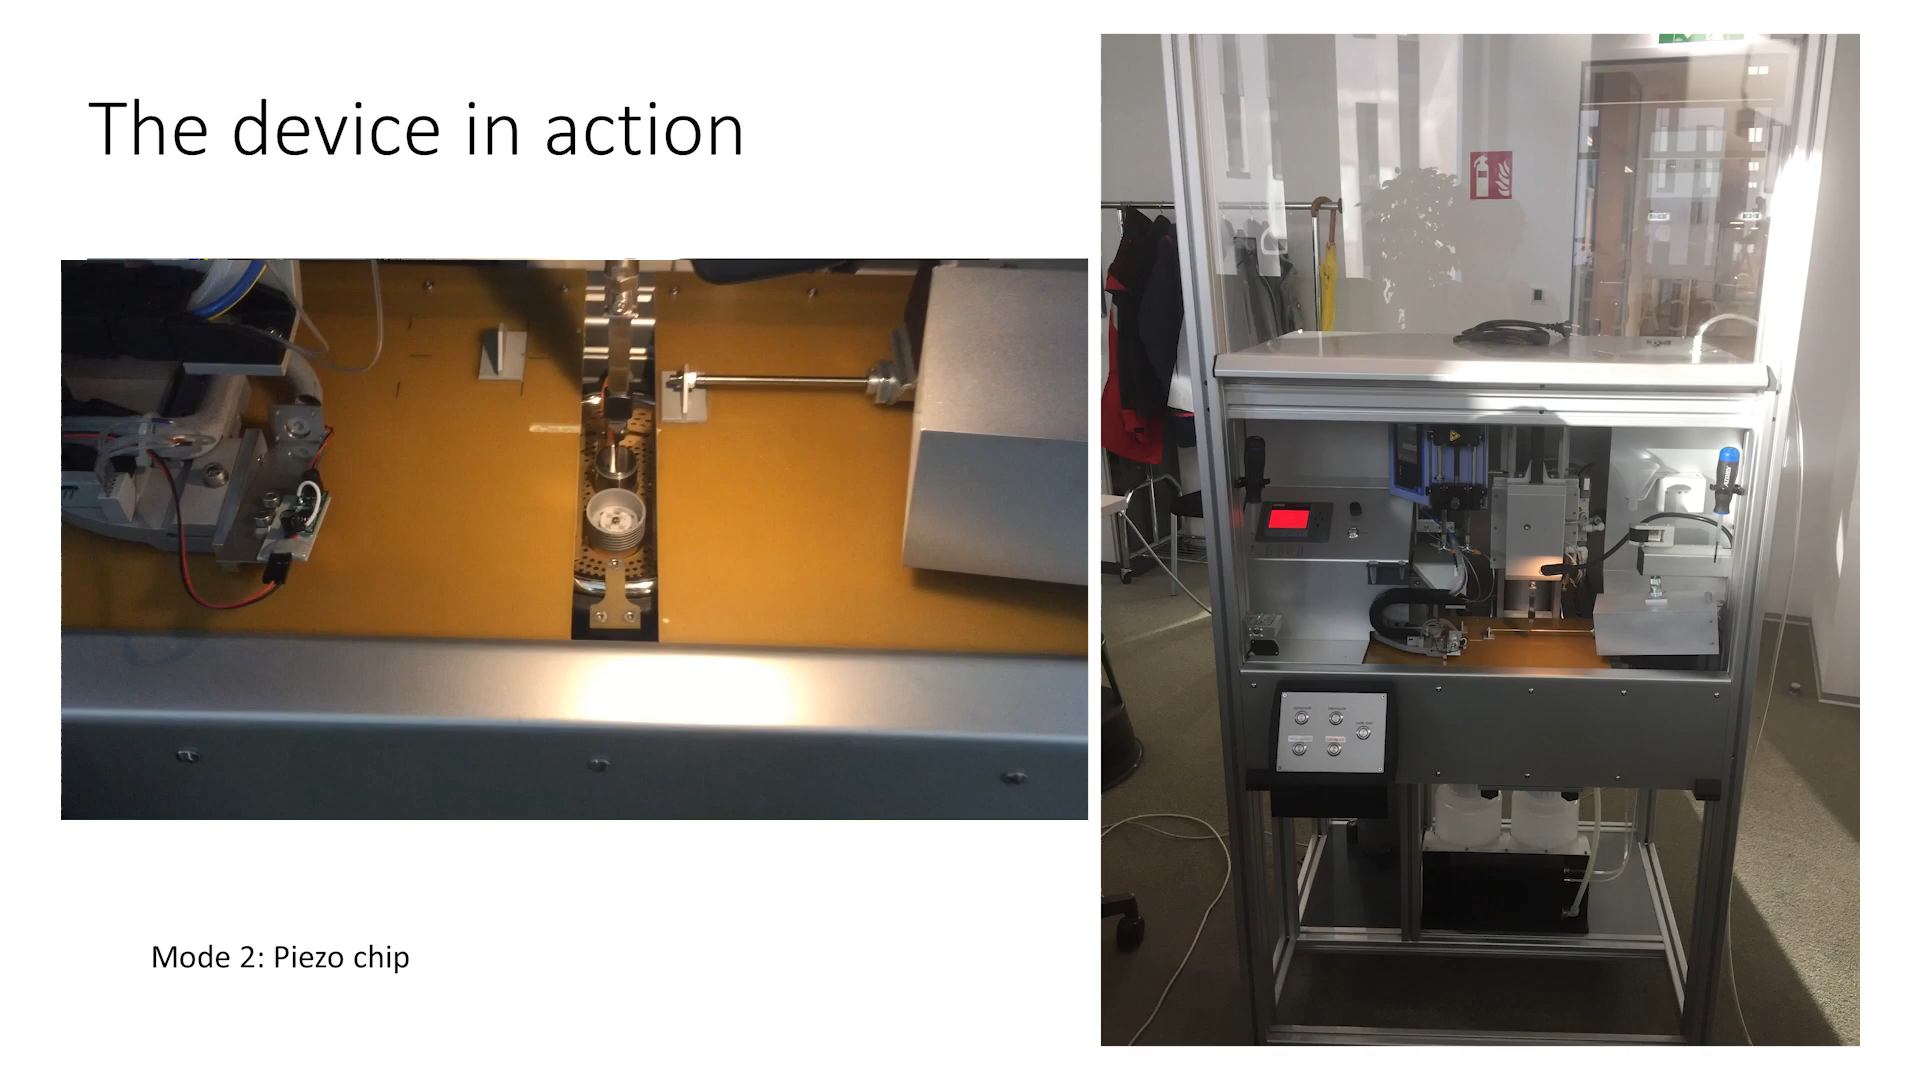 The device in action
Mode 2: Piezo chip